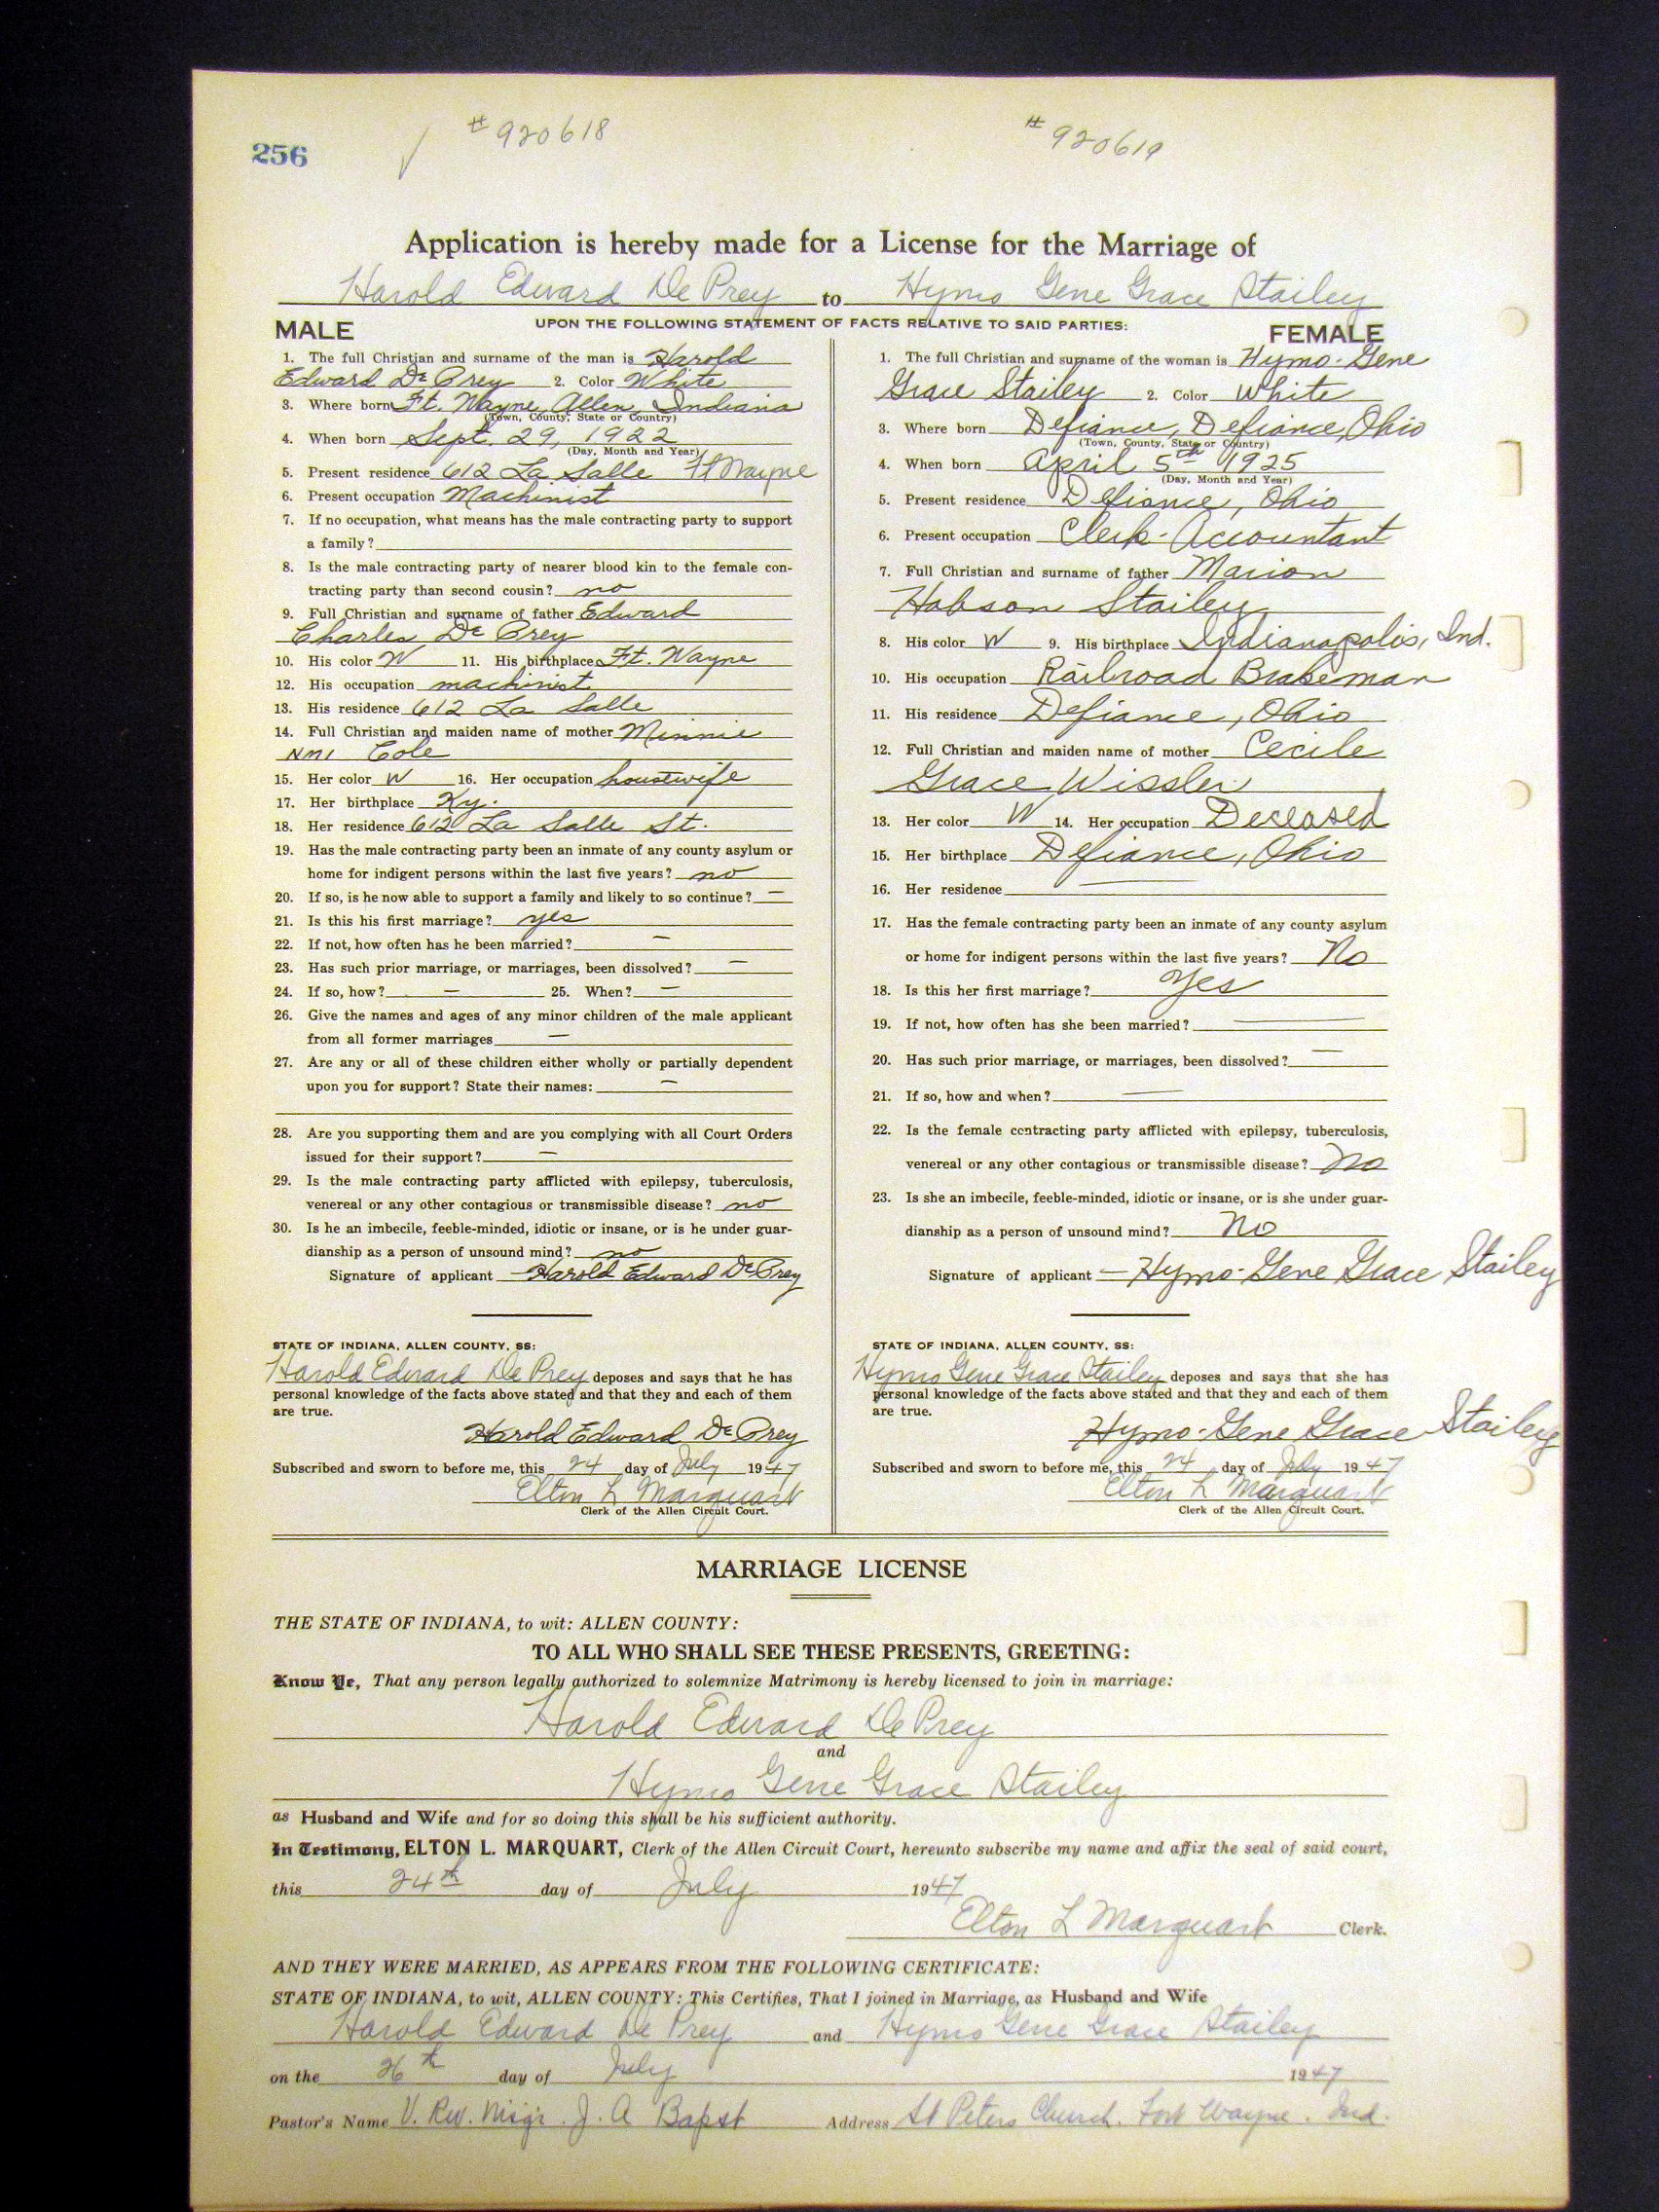 256
#920618
#920619
Application is hereby made for a License for the Marriage of
Harold Edward De Prey to Hymo Gene Grace Stailey
UPON THE FOLLOWING STATEMENT OF FACTS RELATIVE TO SAID PARTIES:
MALE
1. The full Christian and surname of the man is Harold
Edward De Prey 2. Color White
3. Where born Ft. Wayne, Allen, Indiana
(Town, County, State or Country)
4. When born Sept. 29, 1922
(Day, Month and Year)
5. Present residence 612 La Salle Ft Wayne
6. Present occupation Machinist
7. If no occupation, what means has the male contracting party to support
a family?
8. Is the male contracting party of nearer blood kin to the female con-
tracting party than second cousin? no
9. Full Christian and surname of father Edward
Charles De Prey
10. His color W 11. His birthplace Ft. Wayne
12. His occupation machinist
13. His residence 612 La Salle
14. Full Christian and maiden name of mother Minnie
NMI Cole
15. Her color W 16. Her occupation housewife
17. Her birthplace Ky.
18. Her residence 612 La Salle St.
19. Has the male contracting party been an inmate of any county asylum or
home for indigent persons within the last five years? no
20. If so, is he now able to support a family and likely to so continue? —
21. Is this his first marriage? yes
22. If not, how often has he been married? —
23. Has such prior marriage, or marriages, been dissolved? —
24. If so, how? — 25. When? —
26. Give the names and ages of any minor children of the male applicant
from all former marriages —
27. Are any or all of these children either wholly or partially dependent
upon you for support? State their names: —
28. Are you supporting them and are you complying with all Court Orders
issued for their support? —
29. Is the male contracting party afflicted with epilepsy, tuberculosis,
venereal or any other contagious or transmissible disease? no
30. Is he an imbecile, feeble-minded, idiotic or insane, or is he under guar-
dianship as a person of unsound mind? no
Signature of applicant — Harold Edward De Prey
STATE OF INDIANA, ALLEN COUNTY, SS:
Harold Edward De Prey deposes and says that he has
personal knowledge of the facts above stated and that they and each of them
are true.
Harold Edward De Prey
Subscribed and sworn to before me, this 24 day of July 1947
Elton L Marquart
Clerk of the Allen Circuit Court.
FEMALE
1. The full Christian and surname of the woman is Hymo-Gene
Grace Stailey 2. Color White
3. Where born Defiance, Defiance, Ohio
(Town, County, State or Country)
4. When born April 5th 1925
(Day, Month and Year)
5. Present residence Defiance, Ohio
6. Present occupation Clerk-Accountant
7. Full Christian and surname of father Marion
Hobson Stailey
8. His color W 9. His birthplace Indianapolis, Ind.
10. His occupation Railroad Brakeman
11. His residence Defiance, Ohio
12. Full Christian and maiden name of mother Cecile
Grace Wissler
13. Her color W 14. Her occupation Deceased
15. Her birthplace Defiance, Ohio
16. Her residence —
17. Has the female contracting party been an inmate of any county asylum
or home for indigent persons within the last five years? No
18. Is this her first marriage? Yes
19. If not, how often has she been married? —
20. Has such prior marriage, or marriages, been dissolved? —
21. If so, how and when? —
22. Is the female contracting party afflicted with epilepsy, tuberculosis,
venereal or any other contagious or transmissible disease? No
23. Is she an imbecile, feeble-minded, idiotic or insane, or is she under guar-
dianship as a person of unsound mind? No
Signature of applicant — Hymo-Gene Grace Stailey
STATE OF INDIANA, ALLEN COUNTY, SS:
Hymo Gene Grace Stailey deposes and says that she has
personal knowledge of the facts above stated and that they and each of them
are true.
Hymo-Gene Grace Stailey
Subscribed and sworn to before me, this 24 day of July 1947
Elton L Marquart
Clerk of the Allen Circuit Court.
MARRIAGE LICENSE
THE STATE OF INDIANA, to wit: ALLEN COUNTY:
TO ALL WHO SHALL SEE THESE PRESENTS, GREETING:
Know Ye, That any person legally authorized to solemnize Matrimony is hereby licensed to join in marriage:
Harold Edward De Prey
and
Hymo Gene Grace Stailey
as Husband and Wife and for so doing this shall be his sufficient authority.
In Testimony, ELTON L. MARQUART, Clerk of the Allen Circuit Court, hereunto subscribe my name and affix the seal of said court,
this 24th day of July 1947
Elton L Marquart Clerk.
AND THEY WERE MARRIED, AS APPEARS FROM THE FOLLOWING CERTIFICATE:
STATE OF INDIANA, to wit, ALLEN COUNTY: This Certifies, That I joined in Marriage, as Husband and Wife
Harold Edward De Prey and Hymo Gene Grace Stailey
on the 26th day of July 1947
Pastor's Name V. Rev. Msgr. J. A Bapst Address St Peters Church. Fort Wayne. Ind.